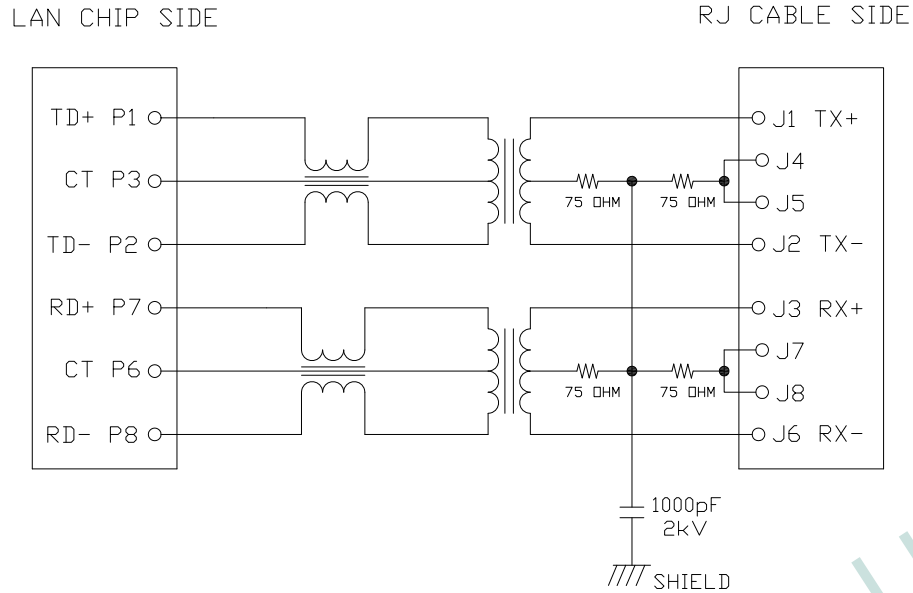 LAN CHIP SIDE
RJ CABLE SIDE
TD+ P1
J1 TX+
J4
CT P3
75 OHM
75 OHM
J5
TD- P2
J2 TX-
RD+ P7
J3 RX+
J7
CT P6
75 OHM
75 OHM
J8
RD- P8
J6 RX-
1000pF
2kV
SHIELD